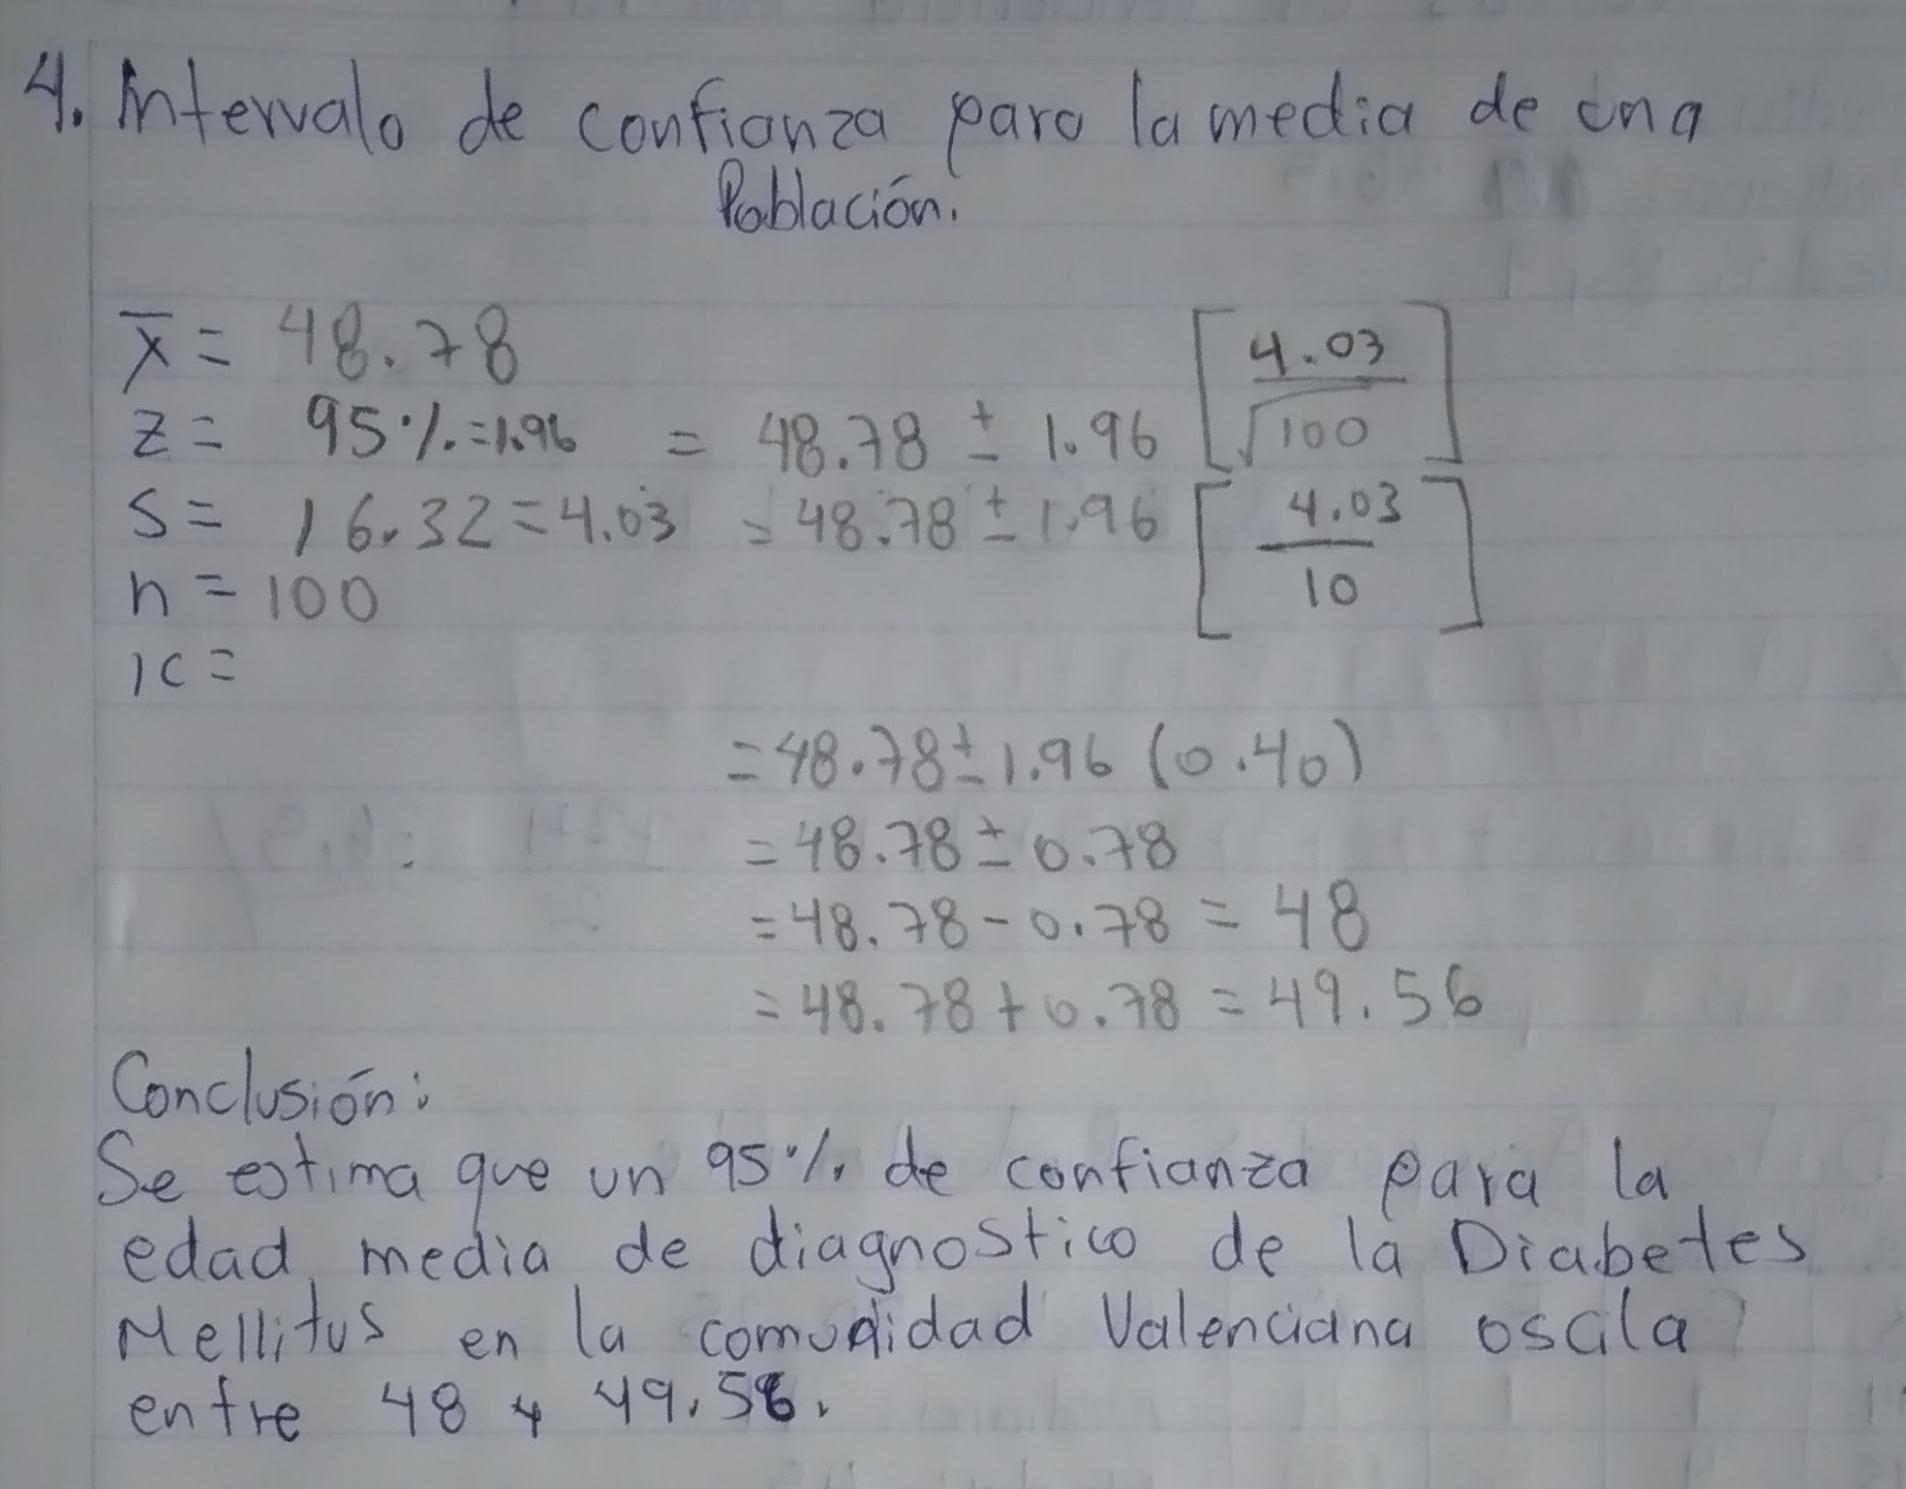 4. Intervalo de confianza para la media de una
Población.
x̄ = 48.78
z = 95% = 1.96 = 48.78 ± 1.96 [4.03 / √100]
S = 16.32 = 4.03 = 48.78 ± 1.96 [4.03 / 10]
n = 100
IC =
= 48.78 ± 1.96 (0.40)
= 48.78 ± 0.78
= 48.78 - 0.78 = 48
= 48.78 + 0.78 = 49.56
Conclusión:
Se estima que un 95% de confianza para la
edad media de diagnostico de la Diabetes
Mellitus en la comunidad Valenciana oscila
entre 48 y 49.56.